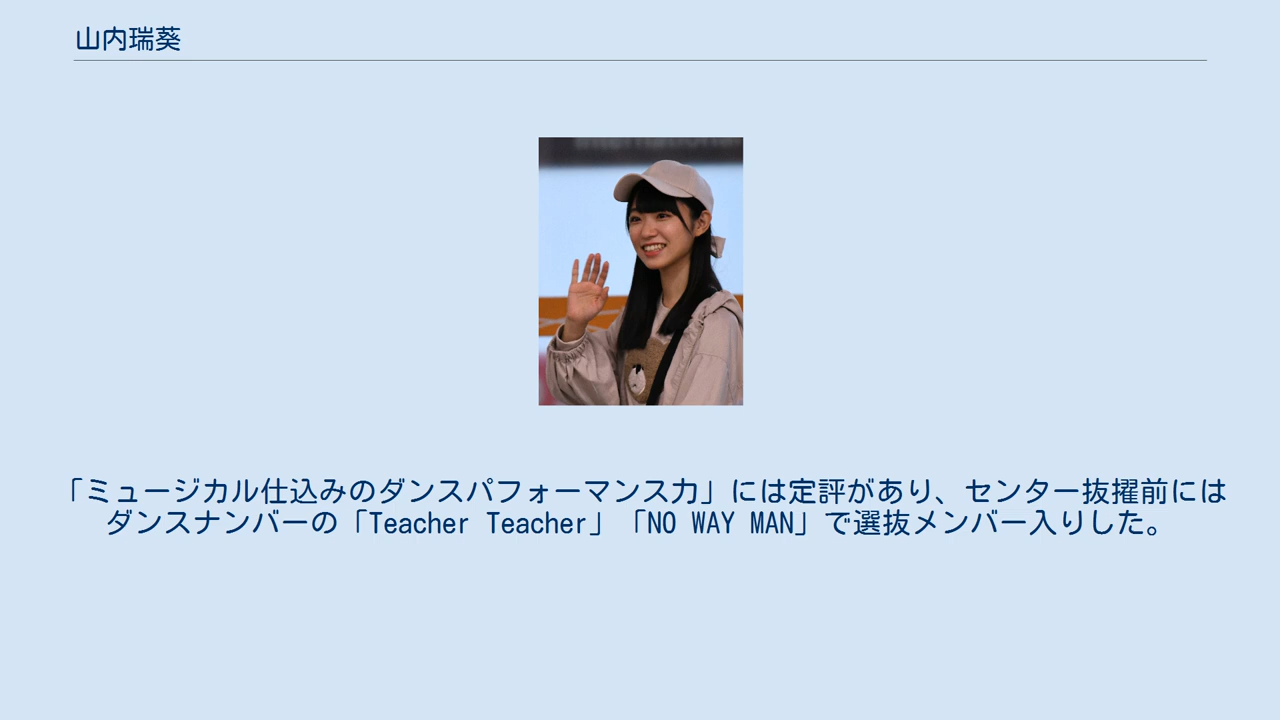 山内瑞葵
「ミュージカル仕込みのダンスパフォーマンス力」には定評があり、センター抜擢前には
ダンスナンバーの「Teacher Teacher」「NO WAY MAN」で選抜メンバー入りした。